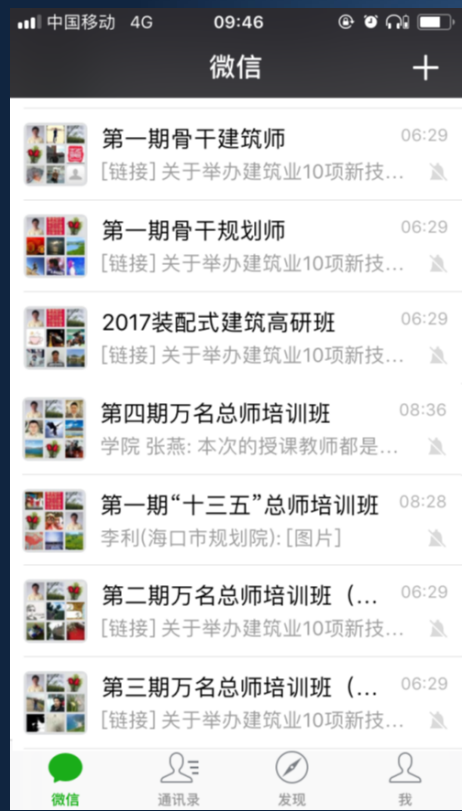 中国移动 4G 09:46
微信
第一期骨干建筑师 06:29
[链接] 关于举办建筑业10项新技...
第一期骨干规划师 06:29
[链接] 关于举办建筑业10项新技...
2017装配式建筑高研班 06:29
[链接] 关于举办建筑业10项新技...
第四期万名总师培训班 08:36
学院 张燕: 本次的授课教师都是...
第一期“十三五”总师培训班 08:28
李利(海口市规划院): [图片]
第二期万名总师培训班（... 06:29
[链接] 关于举办建筑业10项新技...
第三期万名总师培训班（... 06:29
[链接] 关于举办建筑业10项新技...
微信 通讯录 发现 我